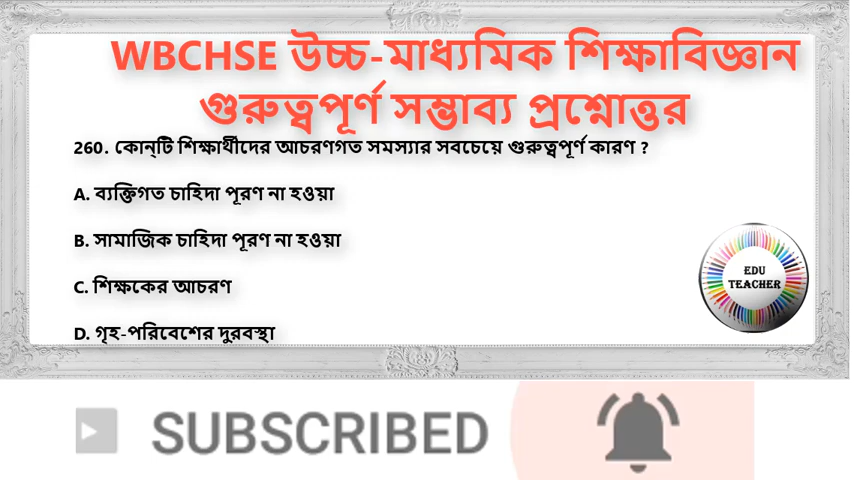 WBCHSE উচ্চ-মাধ্যমিক শিক্ষাবিজ্ঞান
গুরুত্বপূর্ণ সম্ভাব্য প্রশ্নোত্তর
260. কোন্‌টি শিক্ষার্থীদের আচরণগত সমস্যার সবচেয়ে গুরুত্বপূর্ণ কারণ ?
A. ব্যক্তিগত চাহিদা পূরণ না হওয়া
B. সামাজিক চাহিদা পূরণ না হওয়া
C. শিক্ষকের আচরণ
D. গৃহ-পরিবেশের দুরবস্থা
EDU
TEACHER
SUBSCRIBED